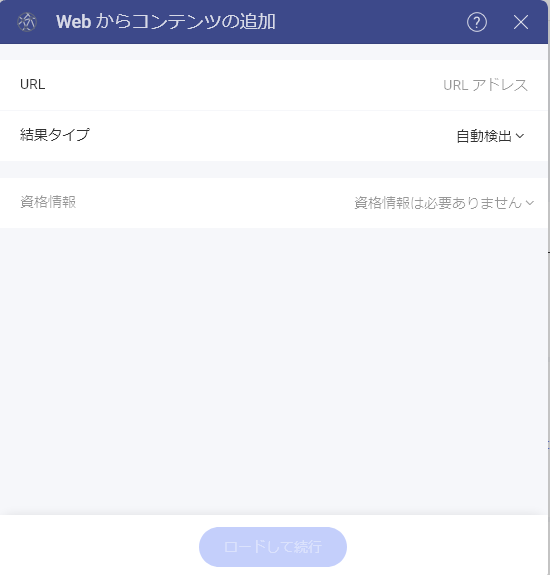 Web からコンテンツの追加
?
URL
URL アドレス
結果タイプ
自動検出
資格情報
資格情報は必要ありません
ロードして続行